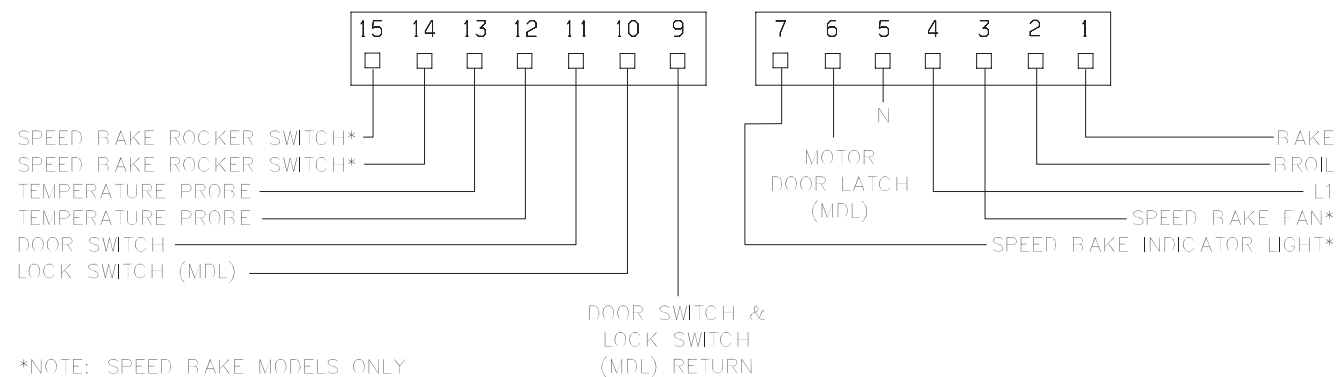 15 14 13 12 11 10 9
7 6 5 4 3 2 1
SPEED BAKE ROCKER SWITCH*
SPEED BAKE ROCKER SWITCH*
TEMPERATURE PROBE
TEMPERATURE PROBE
DOOR SWITCH
LOCK SWITCH (MDL)
DOOR SWITCH &
LOCK SWITCH
(MDL) RETURN
MOTOR
DOOR LATCH
(MDL)
N
BAKE
BROIL
L1
SPEED BAKE FAN*
SPEED BAKE INDICATOR LIGHT*
*NOTE: SPEED BAKE MODELS ONLY